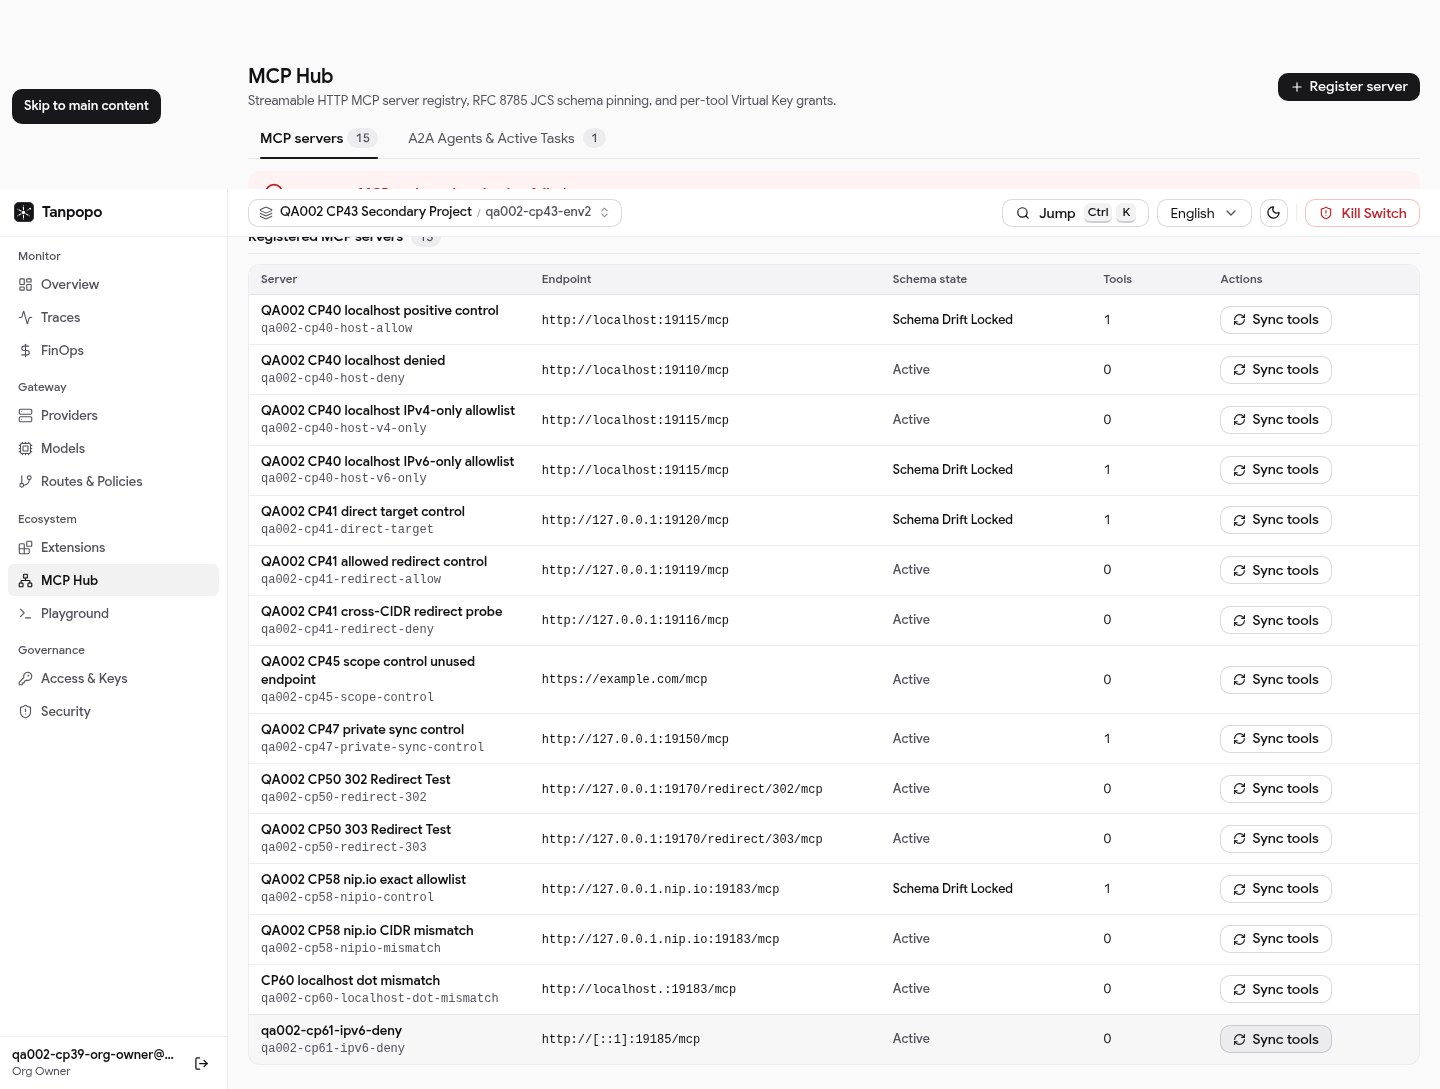 MCP Hub
Streamable HTTP MCP server registry, RFC 8785 JCS schema pinning, and per-tool Virtual Key grants.
Register server
Skip to main content
MCP servers 15
A2A Agents & Active Tasks 1
Tanpopo
QA002 CP43 Secondary Project / qa002-cp43-env2
Jump Ctrl K
English
Kill Switch
Monitor
Overview
Traces
FinOps
Gateway
Providers
Models
Routes & Policies
Ecosystem
Extensions
MCP Hub
Playground
Governance
Access & Keys
Security
qa002-cp39-org-owner@...
Org Owner
Registered MCP servers 15
Server Endpoint Schema state Tools Actions
QA002 CP40 localhost positive control
qa002-cp40-host-allow
http://localhost:19115/mcp Schema Drift Locked 1 Sync tools
QA002 CP40 localhost denied
qa002-cp40-host-deny
http://localhost:19110/mcp Active 0 Sync tools
QA002 CP40 localhost IPv4-only allowlist
qa002-cp40-host-v4-only
http://localhost:19115/mcp Active 0 Sync tools
QA002 CP40 localhost IPv6-only allowlist
qa002-cp40-host-v6-only
http://localhost:19115/mcp Schema Drift Locked 1 Sync tools
QA002 CP41 direct target control
qa002-cp41-direct-target
http://127.0.0.1:19120/mcp Schema Drift Locked 1 Sync tools
QA002 CP41 allowed redirect control
qa002-cp41-redirect-allow
http://127.0.0.1:19119/mcp Active 0 Sync tools
QA002 CP41 cross-CIDR redirect probe
qa002-cp41-redirect-deny
http://127.0.0.1:19116/mcp Active 0 Sync tools
QA002 CP45 scope control unused
endpoint
qa002-cp45-scope-control
https://example.com/mcp Active 0 Sync tools
QA002 CP47 private sync control
qa002-cp47-private-sync-control
http://127.0.0.1:19150/mcp Active 1 Sync tools
QA002 CP50 302 Redirect Test
qa002-cp50-redirect-302
http://127.0.0.1:19170/redirect/302/mcp Active 0 Sync tools
QA002 CP50 303 Redirect Test
qa002-cp50-redirect-303
http://127.0.0.1:19170/redirect/303/mcp Active 0 Sync tools
QA002 CP58 nip.io exact allowlist
qa002-cp58-nipio-control
http://127.0.0.1.nip.io:19183/mcp Schema Drift Locked 1 Sync tools
QA002 CP58 nip.io CIDR mismatch
qa002-cp58-nipio-mismatch
http://127.0.0.1.nip.io:19183/mcp Active 0 Sync tools
CP60 localhost dot mismatch
qa002-cp60-localhost-dot-mismatch
http://localhost.:19183/mcp Active 0 Sync tools
qa002-cp61-ipv6-deny
qa002-cp61-ipv6-deny
http://[::1]:19185/mcp Active 0 Sync tools